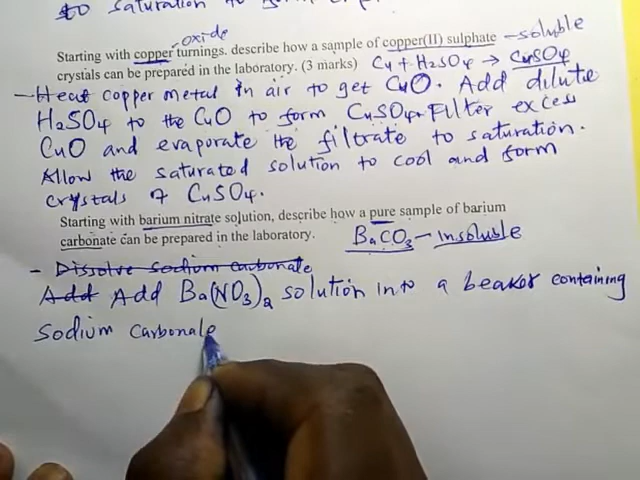 to saturation to form
oxide
Starting with copper turnings. describe how a sample of copper(II) sulphate - soluble
crystals can be prepared in the laboratory. (3 marks) Cu + H2SO4 → CuSO4
- Heat copper metal in air to get CuO. Add dilute
H2SO4 to the CuO to form CuSO4. Filter excess
CuO and evaporate the filtrate to saturation.
Allow the saturated solution to cool and form
crystals of CuSO4.
Starting with barium nitrate solution, describe how a pure sample of barium
carbonate can be prepared in the laboratory. BaCO3 - insoluble
- Dissolve sodium carbonate
Add Add Ba(NO3)2 solution into a beaker containing
Sodium carbonate